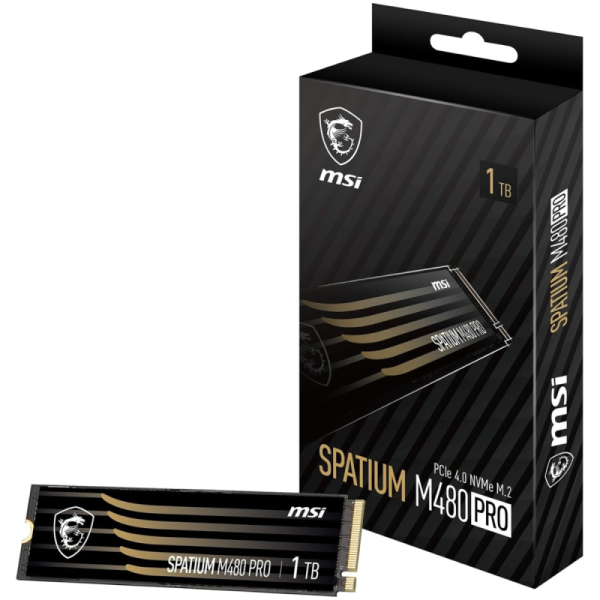 msi
1 TB
msi
SPATIUM M480 PRO
PCIe 4.0 NVMe M.2
SPATIUM M480 PRO
SPATIUM M480 PRO
msi
msi
SPATIUM M480 PRO | 1 TB